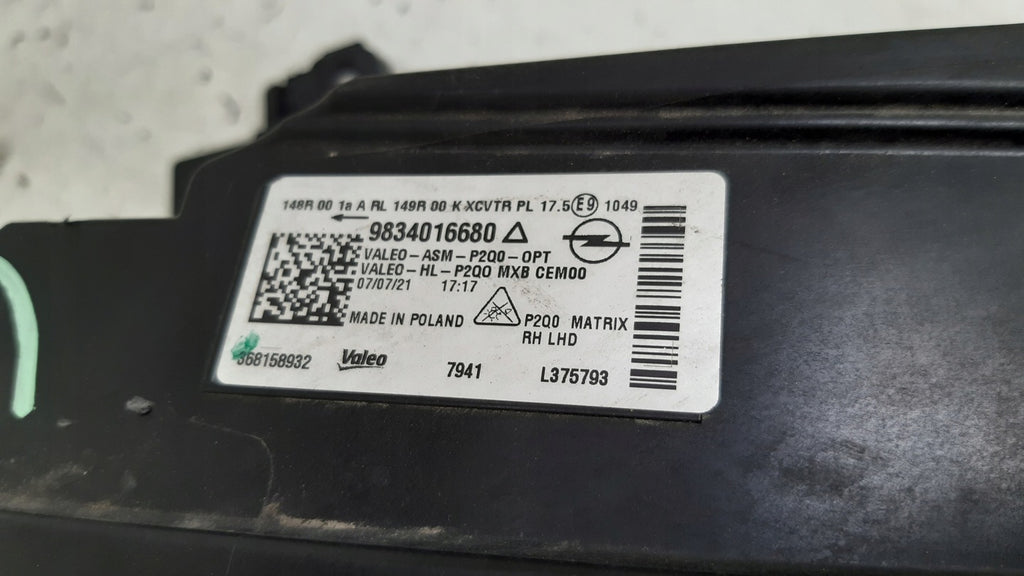 148R 00 1a A RL 149R 00 K XCVTR PL 17.5 E9 1049
9834016680
VALEO-ASM-P2Q0-OPT
VALEO-HL-P2Q0 MXB CEM00
07/07/21 17:17
MADE IN POLAND P2Q0 MATRIX
RH LHD
368158932 Valeo 7941 L375793